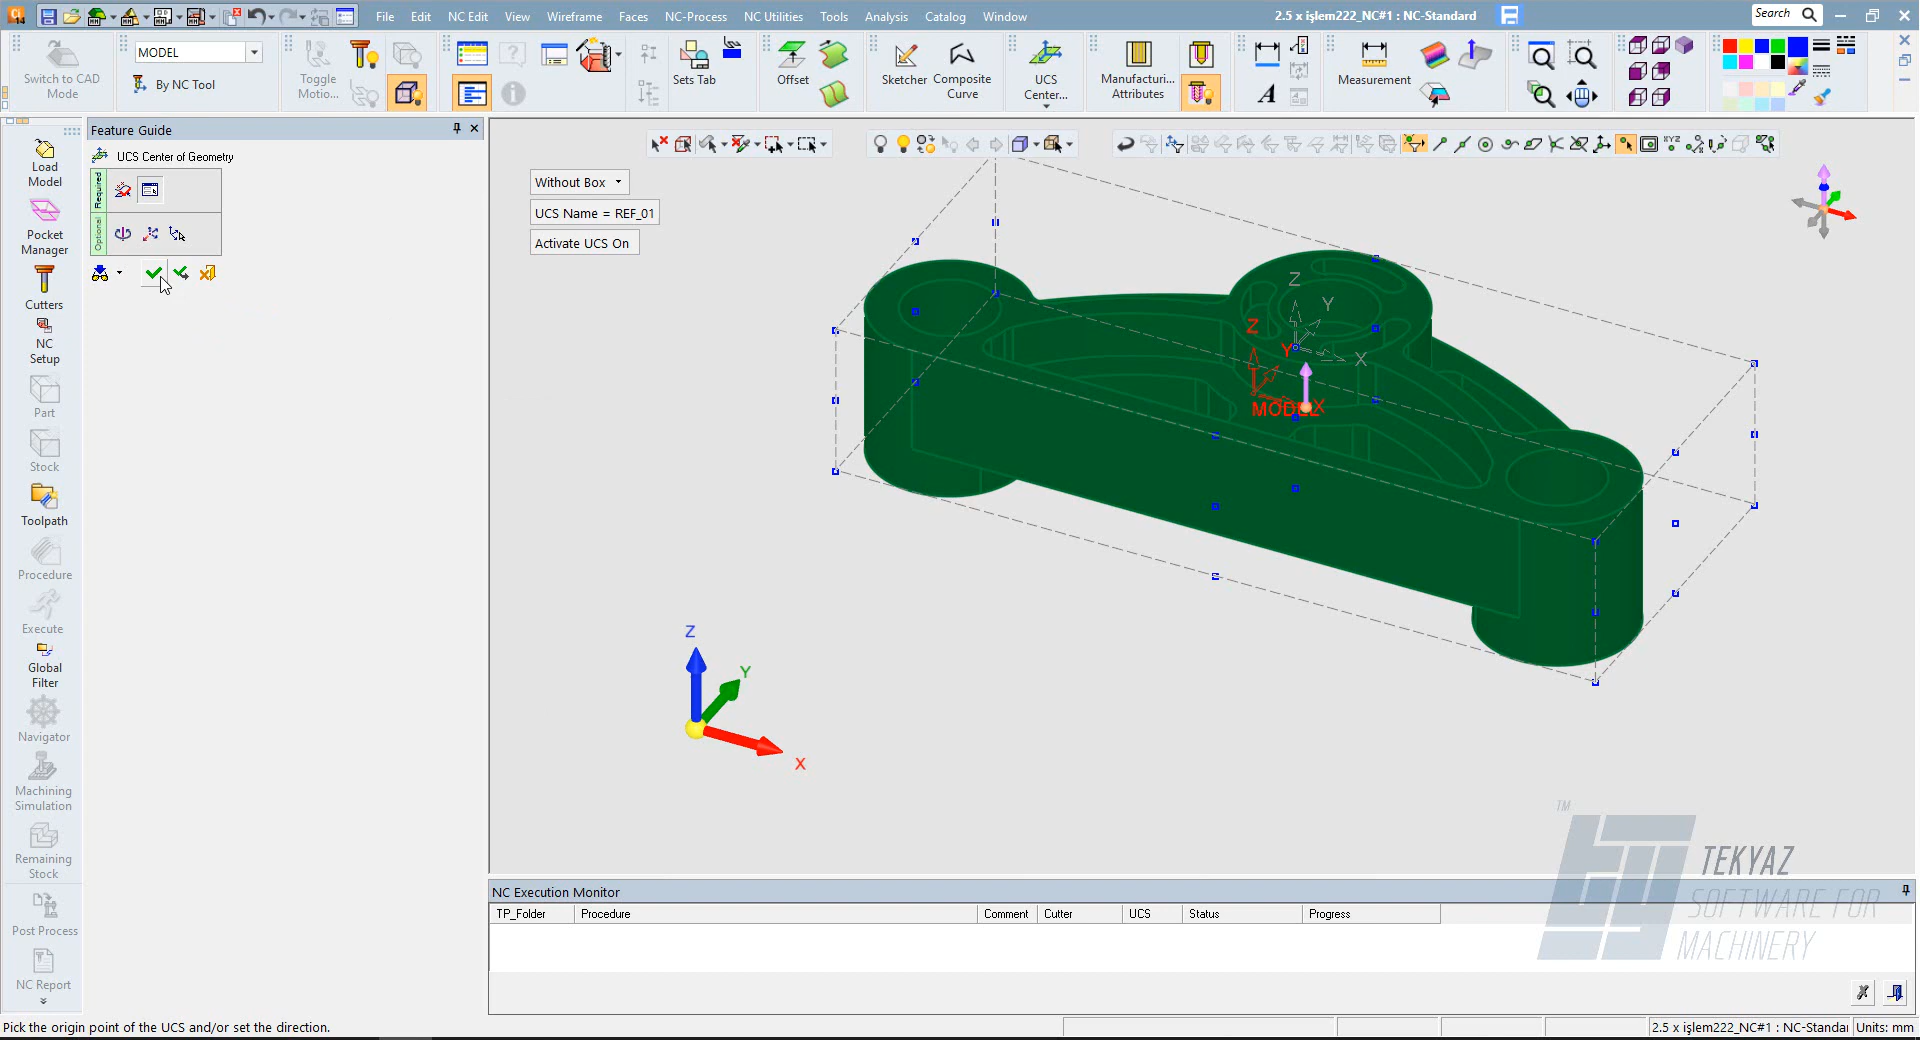 File Edit NC Edit View Wireframe Faces NC-Process NC Utilities Tools Analysis Catalog Window
2.5 x işlem222_NC#1 : NC-Standard
Search
Switch to CAD
Mode
MODEL
By NC Tool
Toggle
Motio...
Sets Tab
Offset
Sketcher
Composite
Curve
UCS
Center...
Manufacturi...
Attributes
A
Measurement
Feature Guide
UCS Center of Geometry
Required
Optional
Load
Model
Pocket
Manager
Cutters
NC
Setup
Part
Stock
Toolpath
Procedure
Execute
Global
Filter
Navigator
Machining
Simulation
Remaining
Stock
Post Process
NC Report
Without Box
UCS Name = REF_01
Activate UCS On
XYZ
Z
Y
X
Z
Y
X
MODEL
Z
Y
X
NC Execution Monitor
TP_Folder Procedure Comment Cutter UCS Status Progress
TM
TEKYAZ
SOFTWARE FOR
MACHINERY
Pick the origin point of the UCS and/or set the direction.
2.5 x işlem222_NC#1 : NC-Standar
Units: mm